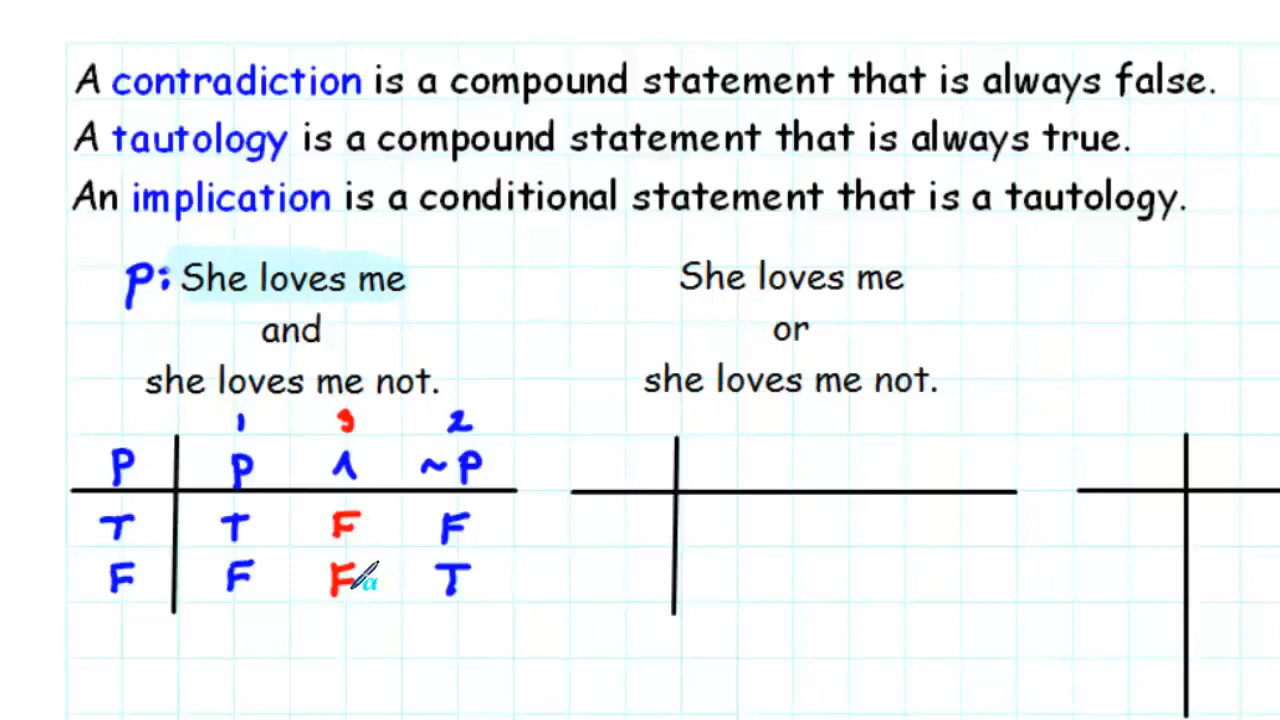 A contradiction is a compound statement that is always false.
A tautology is a compound statement that is always true.
An implication is a conditional statement that is a tautology.
p: She loves me
and
she loves me not.
She loves me
or
she loves me not.
1 3 2
P P ∧ ~P
T T F F
F F F T